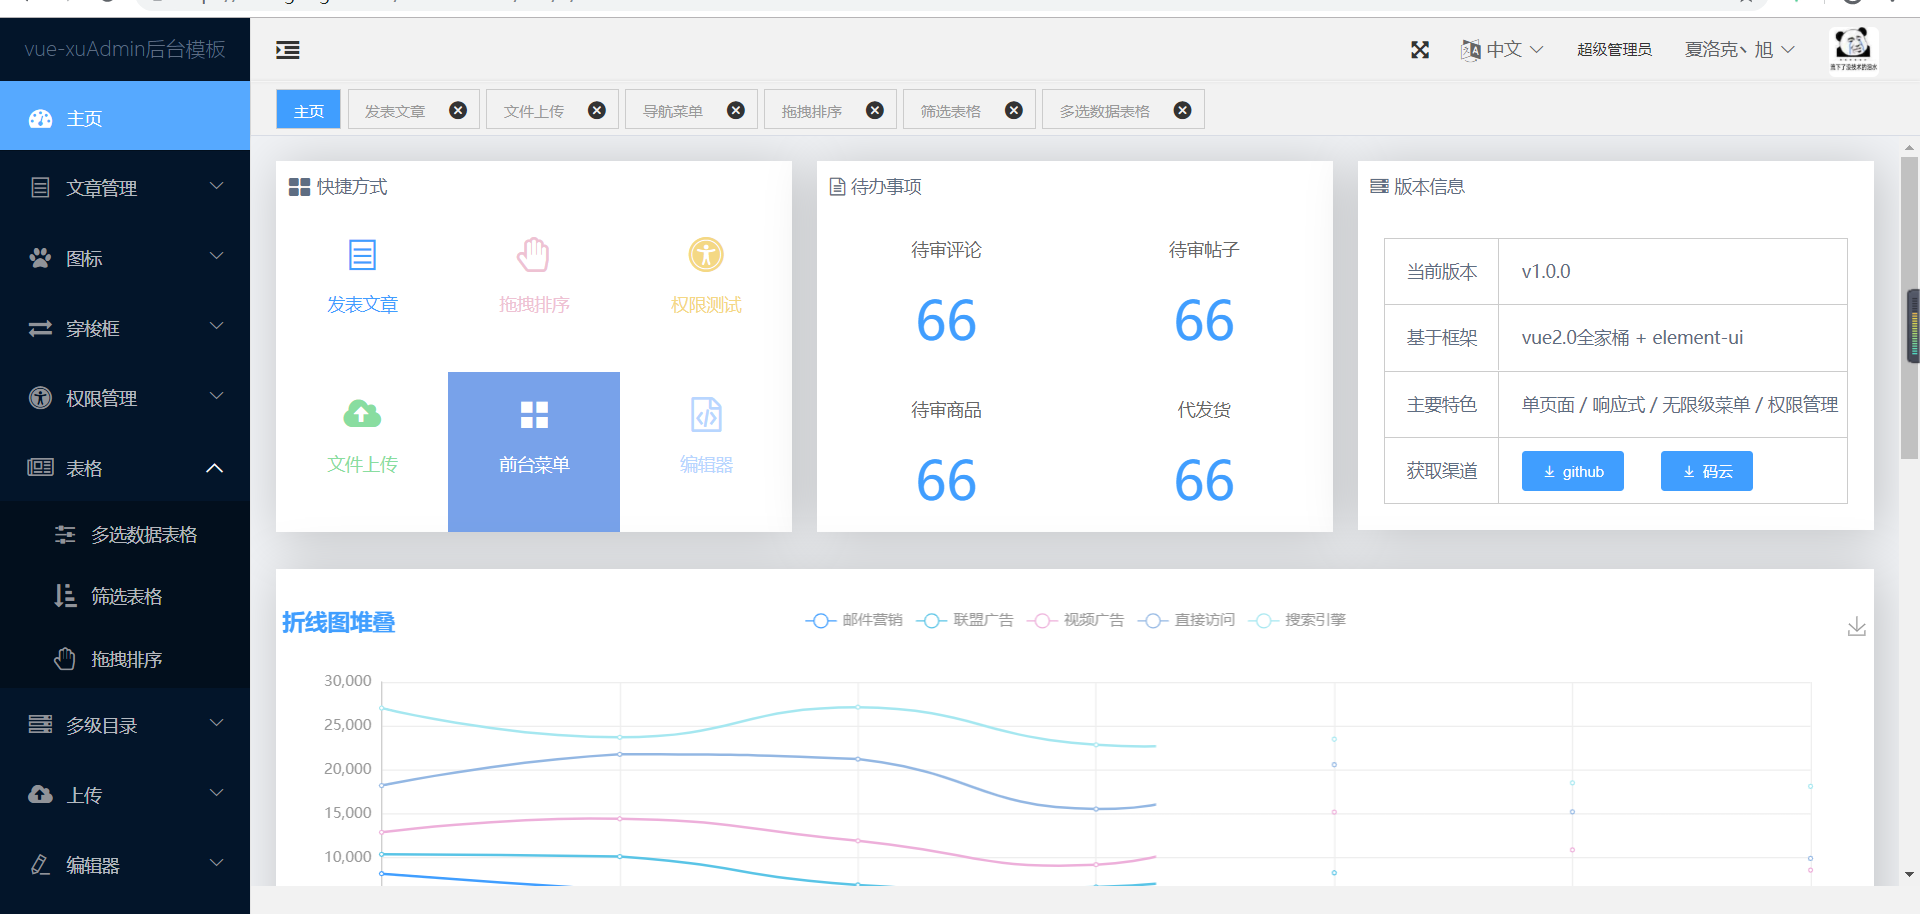 vue-xuAdmin后台模板
中文
超级管理员
夏洛克丶旭
主页
文章管理
图标
穿梭框
权限管理
表格
多选数据表格
筛选表格
拖拽排序
多级目录
上传
编辑器
主页
发表文章
文件上传
导航菜单
拖拽排序
筛选表格
多选数据表格
快捷方式
发表文章
拖拽排序
权限测试
文件上传
前台菜单
编辑器
待办事项
待审评论
待审帖子
66
66
待审商品
代发货
66
66
版本信息
当前版本
v1.0.0
基于框架
vue2.0全家桶 + element-ui
主要特色
单页面 / 响应式 / 无限级菜单 / 权限管理
获取渠道
github
码云
折线图堆叠
邮件营销
联盟广告
视频广告
直接访问
搜索引擎
30,000
25,000
20,000
15,000
10,000